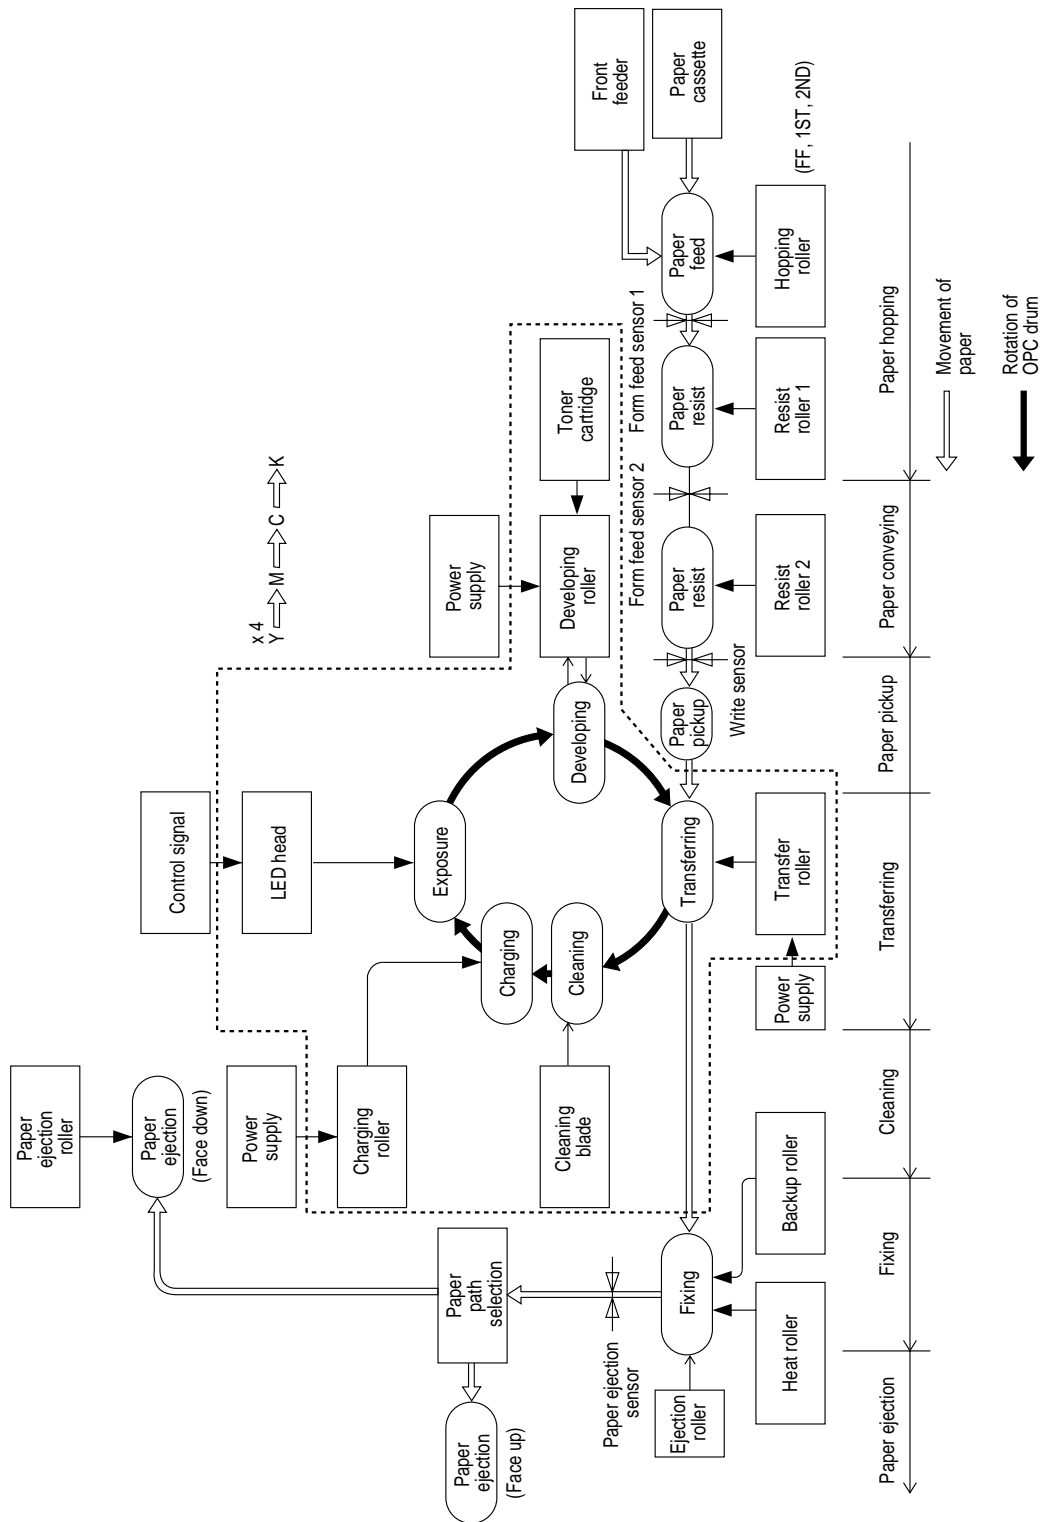 Paper
ejection
roller
Paper
ejection
(Face down)
Power
supply
Charging
roller
Control signal
LED head
x 4
Y M C K
Power
supply
Toner
cartridge
Developing
roller
Front
feeder
Paper
cassette
Paper
path
selection
Paper
ejection
(Face up)
Cleaning
blade
Charging
Cleaning
Exposure
Developing
Transferring
Paper ejection
sensor
Ejection
roller
Fixing
Heat roller
Backup roller
Power
supply
Transfer
roller
Paper
pickup
Write sensor
Paper
resist
Form feed sensor 2
Resist
roller 2
Paper
resist
Form feed sensor 1
Resist
roller 1
Paper
feed
Hopping
roller
(FF, 1ST, 2ND)
Paper ejection
Fixing
Cleaning
Transferring
Paper pickup
Paper conveying
Paper hopping
Movement of
paper
Rotation of
OPC drum